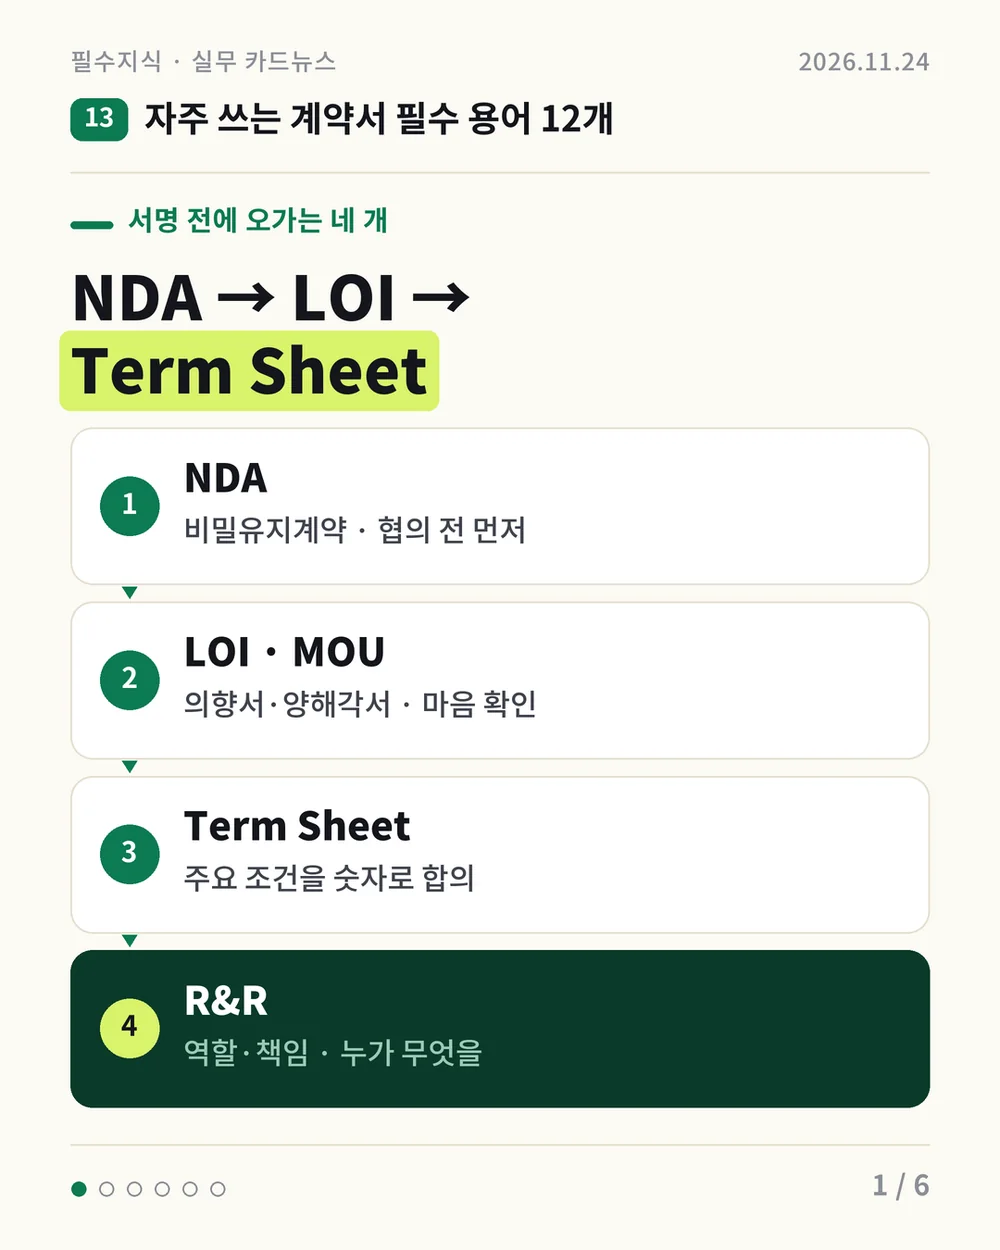 필수지식 · 실무 카드뉴스
2026.11.24
13 자주 쓰는 계약서 필수 용어 12개
서명 전에 오가는 네 개
NDA → LOI →
Term Sheet
1
NDA
비밀유지계약 · 협의 전 먼저
2
LOI · MOU
의향서·양해각서 · 마음 확인
3
Term Sheet
주요 조건을 숫자로 합의
4
R&R
역할·책임 · 누가 무엇을
1 / 6